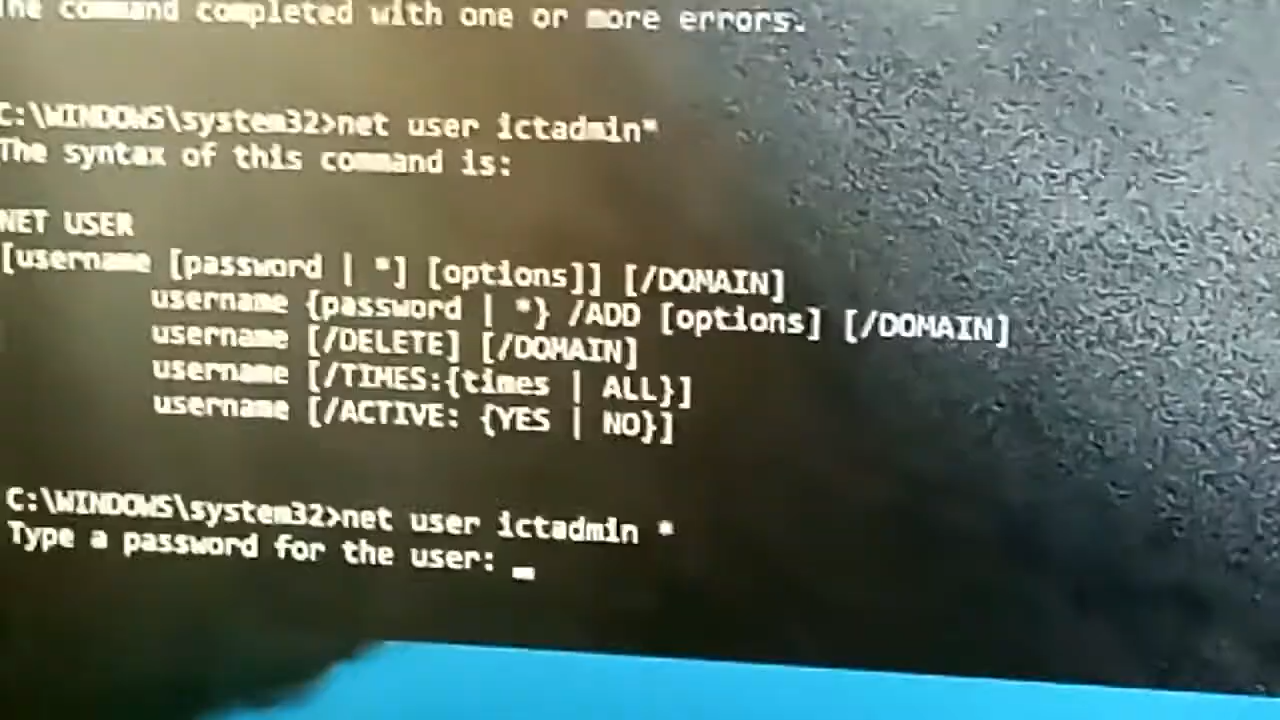 The command completed with one or more errors.
C:\WINDOWS\system32>net user ictadmin*
The syntax of this command is:
NET USER
[username [password | *] [options]] [/DOMAIN]
username {password | *} /ADD [options] [/DOMAIN]
username [/DELETE] [/DOMAIN]
username [/TIMES:{times | ALL}]
username [/ACTIVE: {YES | NO}]
C:\WINDOWS\system32>net user ictadmin *
Type a password for the user: